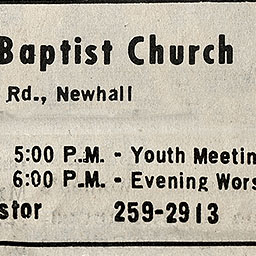 Baptist Church
Rd., Newhall
5:00 P.M. - Youth Meetin
6:00 P.M. - Evening Wors
stor 259-2913